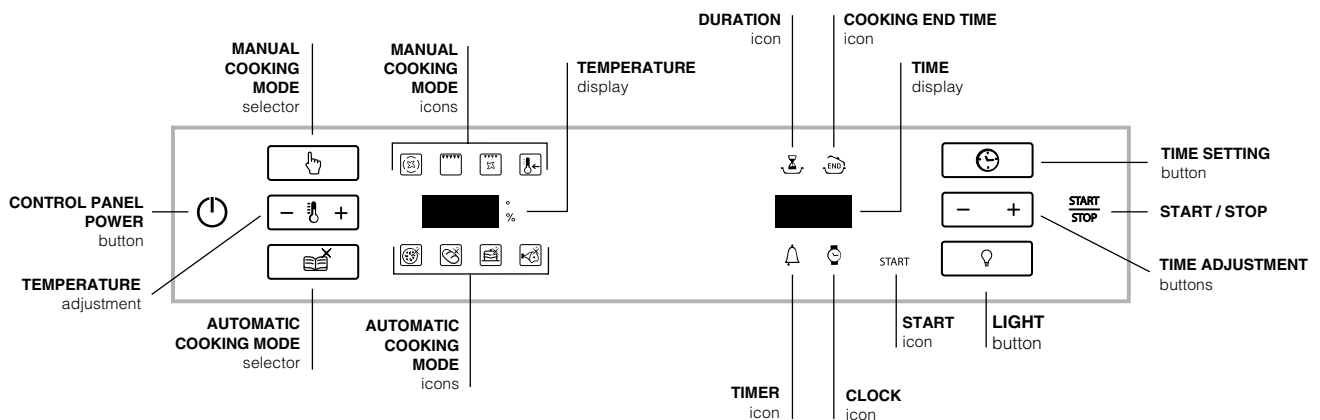 DURATION
icon
COOKING END TIME
icon
MANUAL
COOKING
MODE
selector
MANUAL
COOKING
MODE
icons
TEMPERATURE
display
TIME
display
CONTROL PANEL
POWER
button
TEMPERATURE
adjustment
- +
°
%
END
START
- +
START
STOP
TIME SETTING
button
START / STOP
TIME ADJUSTMENT
buttons
AUTOMATIC
COOKING MODE
selector
AUTOMATIC
COOKING
MODE
icons
START
icon
LIGHT
button
TIMER
icon
CLOCK
icon